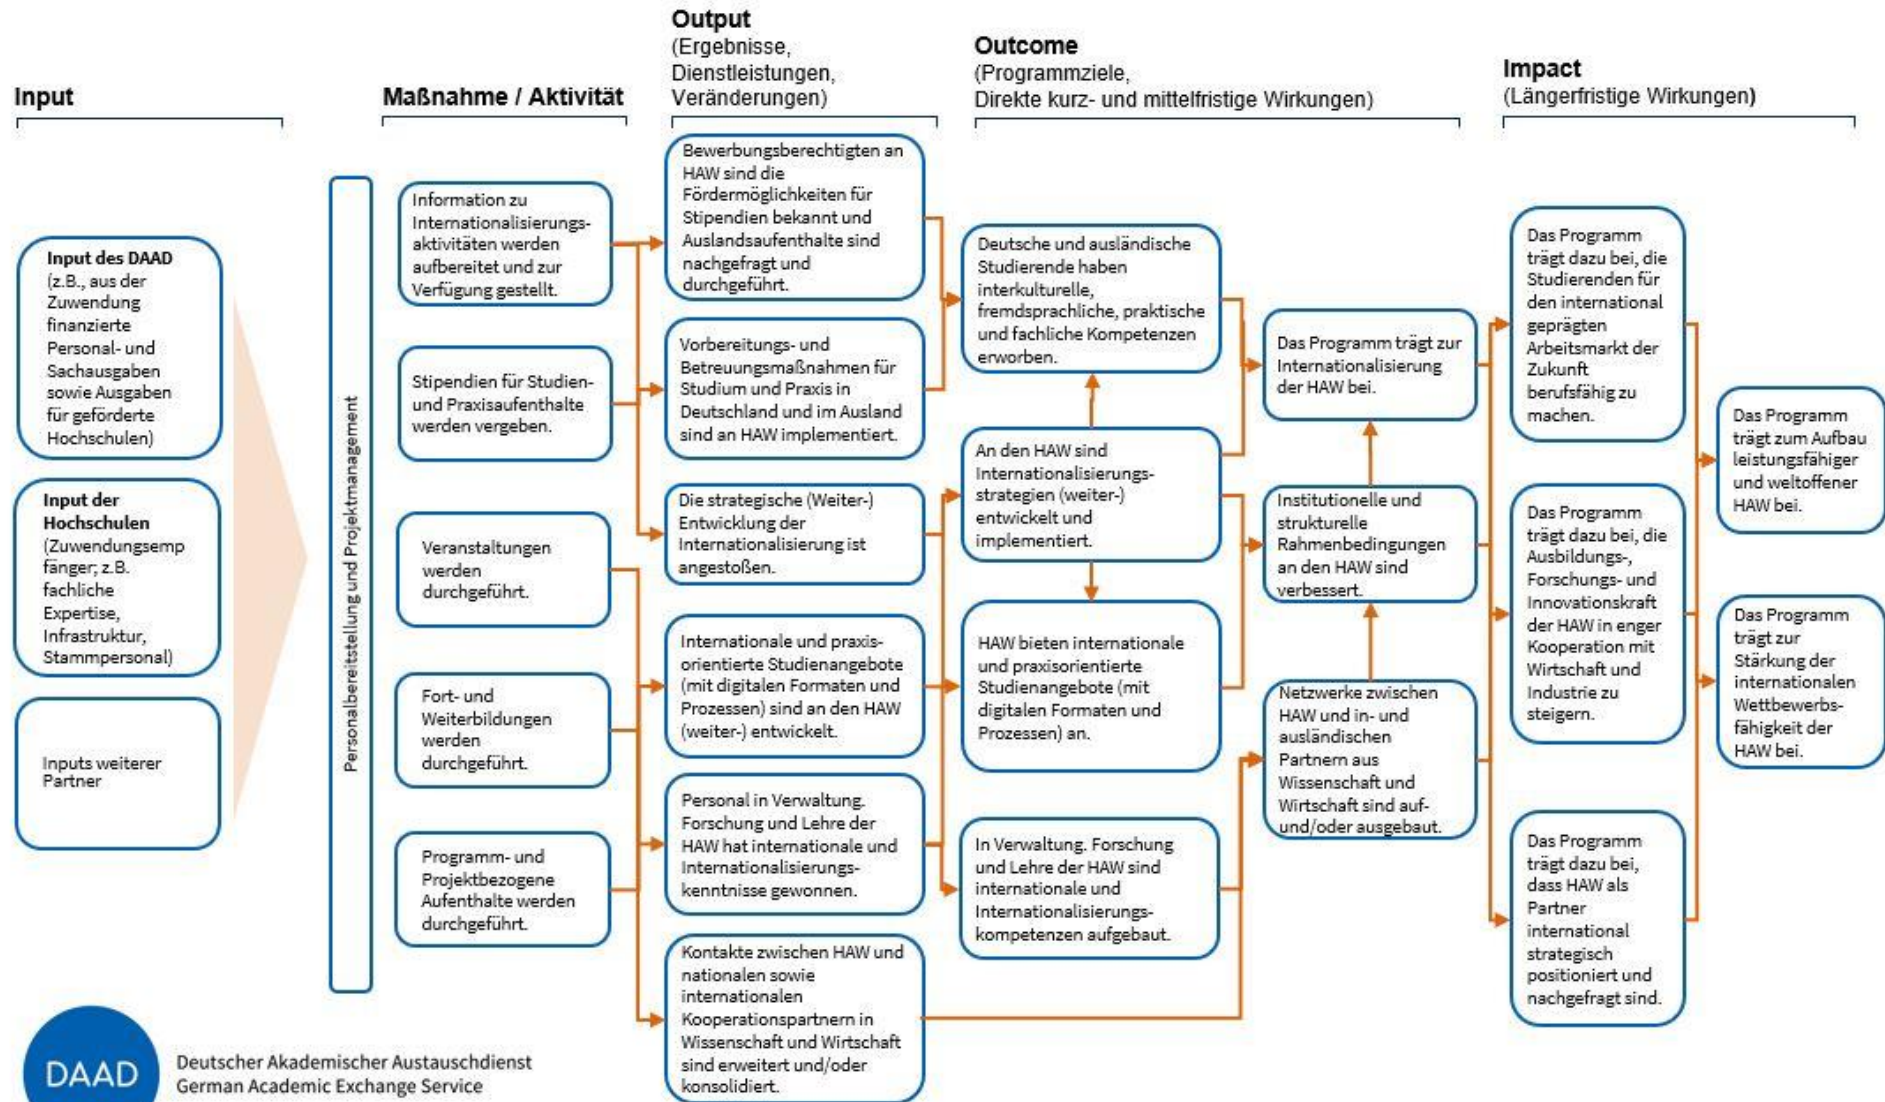 Input
Maßnahme / Aktivität
Output
(Ergebnisse,
Dienstleistungen,
Veränderungen)
Outcome
(Programmziele,
Direkte kurz- und mittelfristige Wirkungen)
Impact
(Längerfristige Wirkungen)
Input des DAAD
(z.B., aus der
Zuwendung
finanzierte
Personal- und
Sachausgaben
sowie Ausgaben
für geförderte
Hochschulen)
Input der
Hochschulen
(Zuwendungsemp
fänger; z.B.
fachliche
Expertise,
Infrastruktur,
Stammpersonal)
Inputs weiterer
Partner
Personalbereitstellung und Projektmanagement
Information zu
Internationalisierungs-
aktivitäten werden
aufbereitet und zur
Verfügung gestellt.
Stipendien für Studien-
und Praxisaufenthalte
werden vergeben.
Veranstaltungen
werden
durchgeführt.
Fort- und
Weiterbildungen
werden
durchgeführt.
Programm- und
Projektbezogene
Aufenthalte werden
durchgeführt.
Bewerbungsberechtigten an
HAW sind die
Fördermöglichkeiten für
Stipendien bekannt und
Auslandsaufenthalte sind
nachgefragt und
durchgeführt.
Vorbereitungs- und
Betreuungsmaßnahmen für
Studium und Praxis in
Deutschland und im Ausland
sind an HAW implementiert.
Die strategische (Weiter-)
Entwicklung der
Internationalisierung ist
angestoßen.
Internationale und praxis-
orientierte Studienangebote
(mit digitalen Formaten und
Prozessen) sind an den HAW
(weiter-) entwickelt.
Personal in Verwaltung.
Forschung und Lehre der
HAW hat internationale und
Internationalisierungs-
kenntnisse gewonnen.
Kontakte zwischen HAW und
nationalen sowie
internationalen
Kooperationspartnern in
Wissenschaft und Wirtschaft
sind erweitert und/oder
konsolidiert.
Deutsche und ausländische
Studierende haben
interkulturelle,
fremdsprachliche, praktische
und fachliche Kompetenzen
erworben.
An den HAW sind
Internationalisierungs-
strategien (weiter-)
entwickelt und
implementiert.
HAW bieten internationale
und praxisorientierte
Studienangebote (mit
digitalen Formaten und
Prozessen) an.
In Verwaltung. Forschung
und Lehre der HAW sind
internationale und
Internationalisierungs-
kompetenzen aufgebaut.
Das Programm trägt zur
Internationalisierung
der HAW bei.
Institutionelle und
strukturelle
Rahmenbedingungen
an den HAW sind
verbessert.
Netzwerke zwischen
HAW und in- und
ausländischen
Partnern aus
Wissenschaft und
Wirtschaft sind auf-
und/oder ausgebaut.
Das Programm
trägt dazu bei, die
Studierenden für
den international
geprägten
Arbeitsmarkt der
Zukunft
berufsfähig zu
machen.
Das Programm
trägt dazu bei, die
Ausbildungs-,
Forschungs- und
Innovationskraft
der HAW in enger
Kooperation mit
Wirtschaft und
Industrie zu
steigern.
Das Programm
trägt dazu bei,
dass HAW als
Partner
international
strategisch
positioniert und
nachgefragt sind.
Das Programm
trägt zum Aufbau
leistungsfähiger
und weltoffener
HAW bei.
Das Programm
trägt zur
Stärkung der
internationalen
Wettbewerbs-
fähigkeit der
HAW bei.
DAAD
Deutscher Akademischer Austauschdienst
German Academic Exchange Service